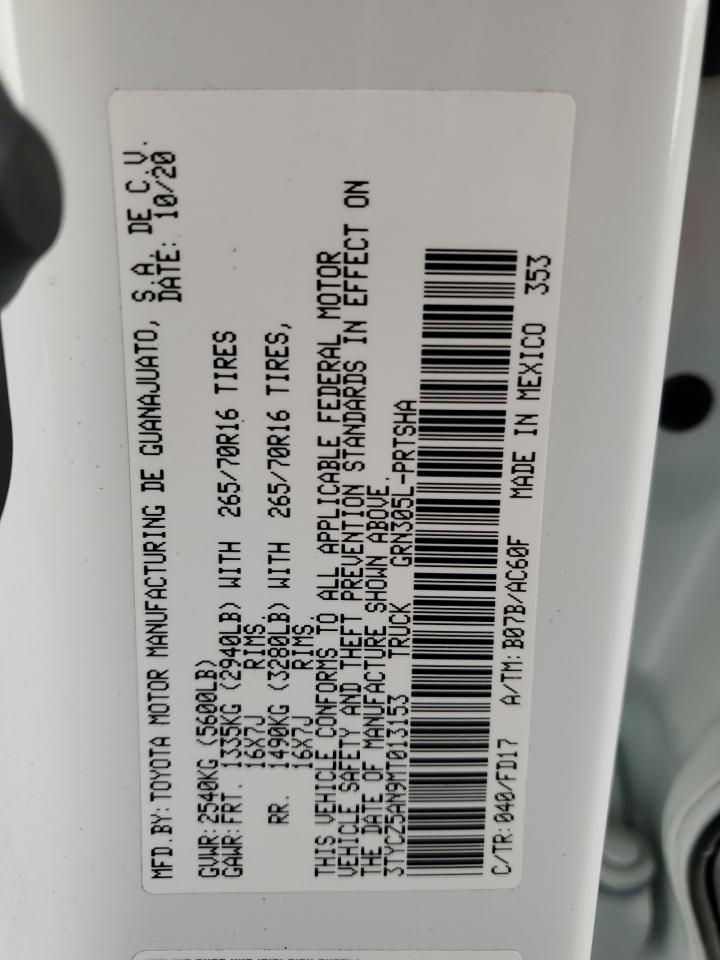 MFD.BY:TOYOTA MOTOR MANUFACTURING DE GUANAJUATO, S.A. DE C.V.
DATE: 10/20
GVWR:2540KG (5600LB)
GAWR:FRT. 1335KG (2940LB) WITH 265/70R16 TIRES
16X7J RIMS.
RR. 1490KG (3280LB) WITH 265/70R16 TIRES,
16X7J RIMS.
THIS VEHICLE CONFORMS TO ALL APPLICABLE FEDERAL MOTOR
VEHICLE SAFETY AND THEFT PREVENTION STANDARDS IN EFFECT ON
THE DATE OF MANUFACTURE SHOWN ABOVE.
3TYCZ5AN9MT013153 TRUCK GRN305L-PRTSHA
C/TR:040/FD17 A/TM:B07B/AC60F MADE IN MEXICO 353